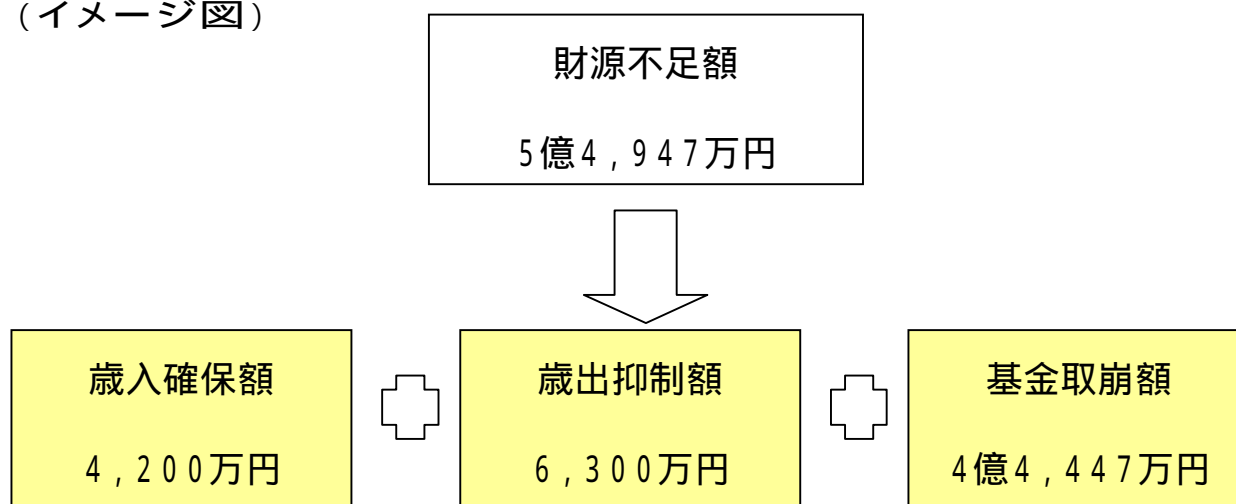 (イメージ図)
財源不足額
5億4,947万円
歳入確保額
4,200万円
歳出抑制額
6,300万円
基金取崩額
4億4,447万円